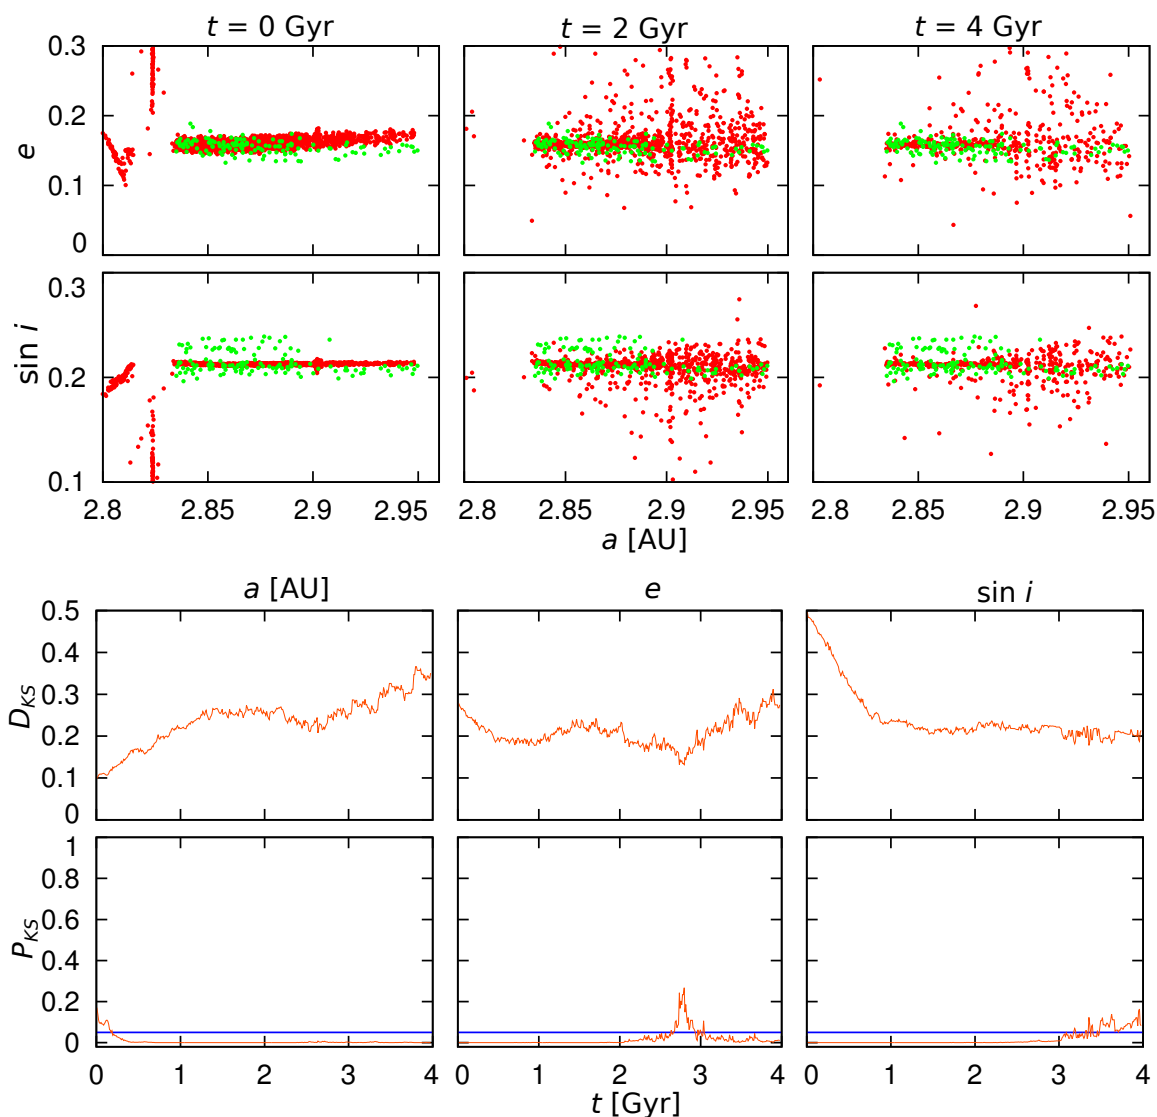 t = 0 Gyr t = 2 Gyr t = 4 Gyr
0.3
0.2
0.1
0
e
0.3
0.2
0.1
sin i
2.8 2.85 2.9 2.95 2.8 2.85 2.9 2.95 2.8 2.85 2.9 2.95
a [AU]
a [AU] e sin i
0.5
0.4
0.3
0.2
0.1
0
D_KS
1
0.8
0.6
0.4
0.2
0
P_KS
0 1 2 3 4 0 1 2 3 4 0 1 2 3 4
t [Gyr]